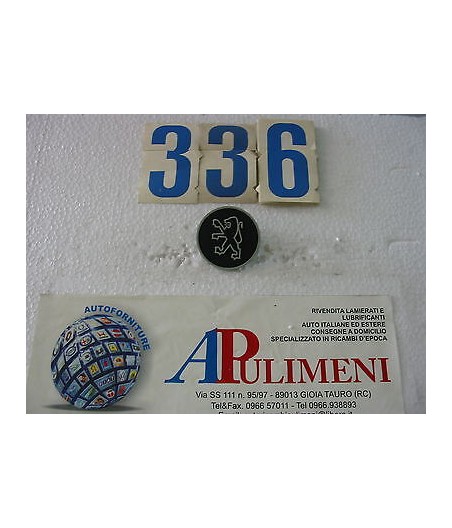 336
AUTOFORNITURE
RIVENDITA LAMIERATI E
LUBRIFICANTI
AUTO ITALIANE ED ESTERE
CONSEGNE A DOMICILIO
SPECIALIZZATO IN RICAMBI D'EPOCA
APULIMENI
Via SS 111 n. 95/97 - 89013 GIOIA TAURO (RC)
Tel&Fax. 0966 57011 - Tel 0966.938893